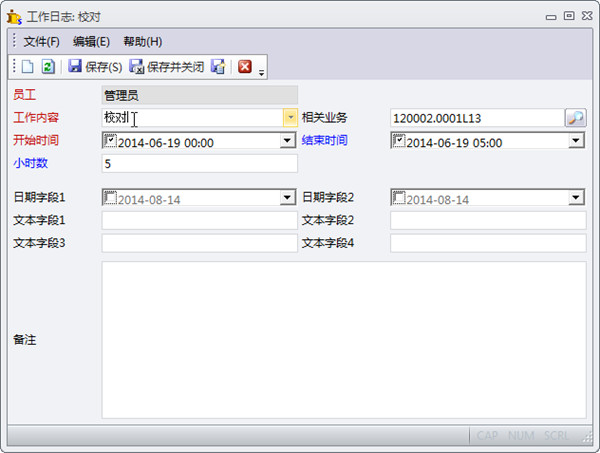 工作日志: 校对
文件(F) 编辑(E) 帮助(H)
保存(S) 保存并关闭
员工 管理员
工作内容 校对 相关业务 120002.0001L13
开始时间 2014-06-19 00:00 结束时间 2014-06-19 05:00
小时数 5
日期字段1 2014-08-14 日期字段2 2014-08-14
文本字段1 文本字段2
文本字段3 文本字段4
备注
CAP NUM SCRL